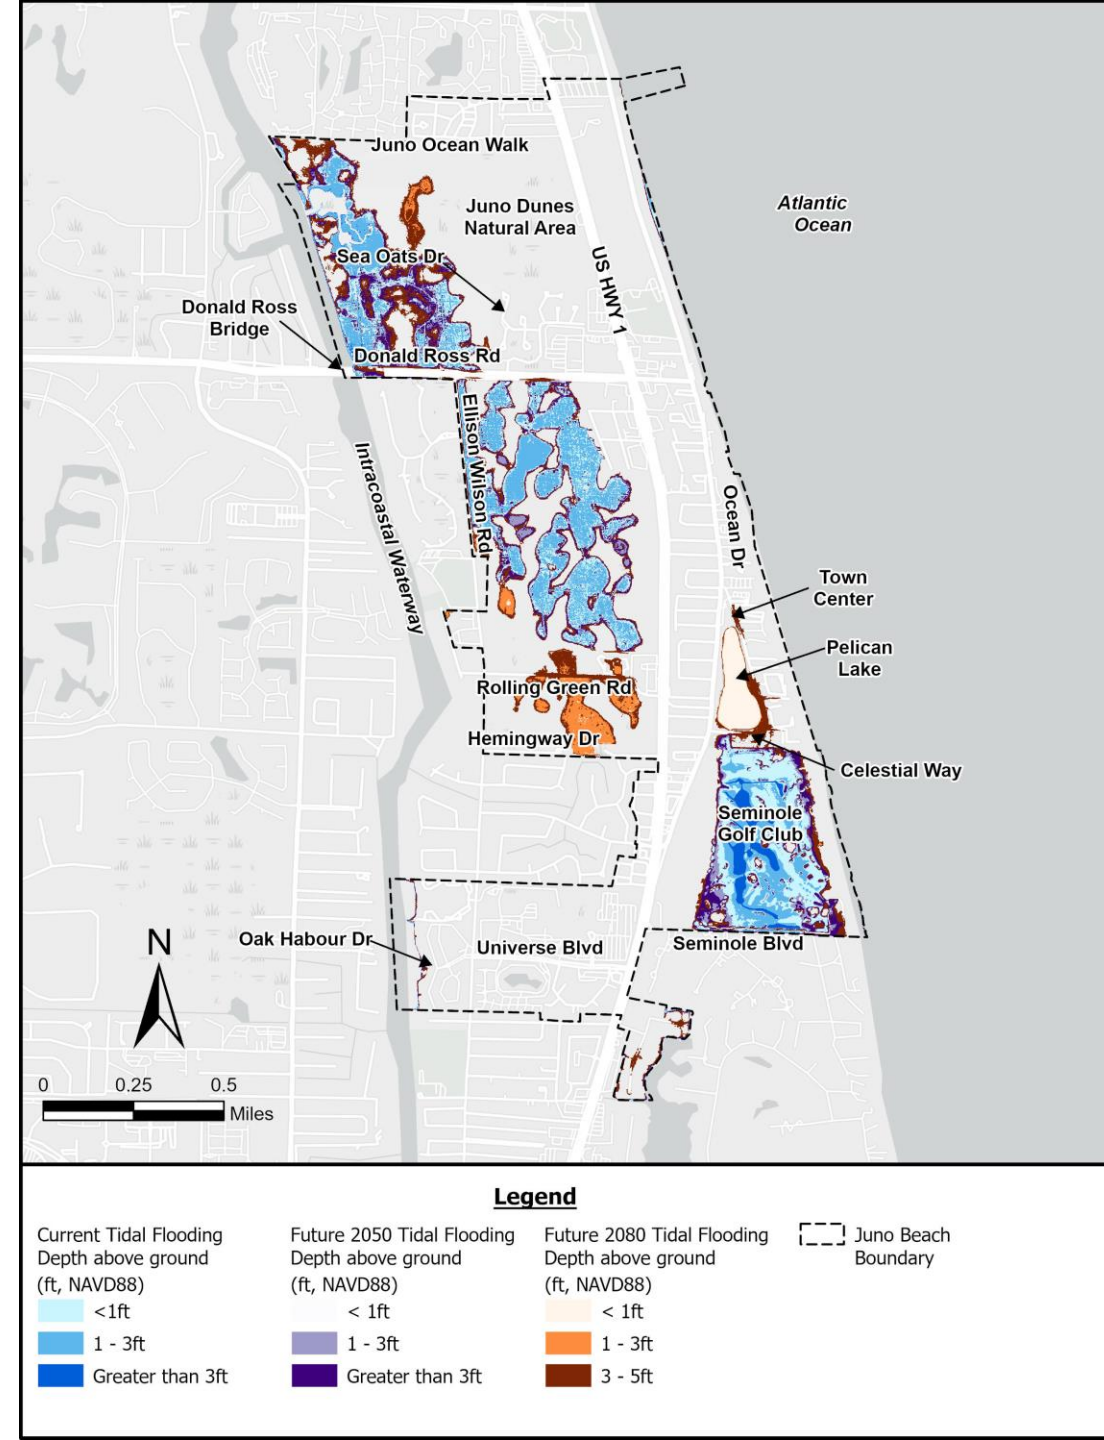 Juno Ocean Walk
Juno Dunes
Natural Area
Atlantic
Ocean
Sea Oats Dr
US HWY 1
Donald Ross
Bridge
Donald Ross Rd
Ellison Wilson Rd
Intracoastal Waterway
Ocean Dr
Town
Center
Pelican
Lake
Rolling Green Rd
Hemingway Dr
Celestial Way
Seminole
Golf Club
N
Oak Habour Dr
Universe Blvd
Seminole Blvd
0 0.25 0.5
Miles
Legend
Current Tidal Flooding
Depth above ground
(ft, NAVD88)
<1ft
1 - 3ft
Greater than 3ft
Future 2050 Tidal Flooding
Depth above ground
(ft, NAVD88)
< 1ft
1 - 3ft
Greater than 3ft
Future 2080 Tidal Flooding
Depth above ground
(ft, NAVD88)
< 1ft
1 - 3ft
3 - 5ft
Juno Beach
Boundary